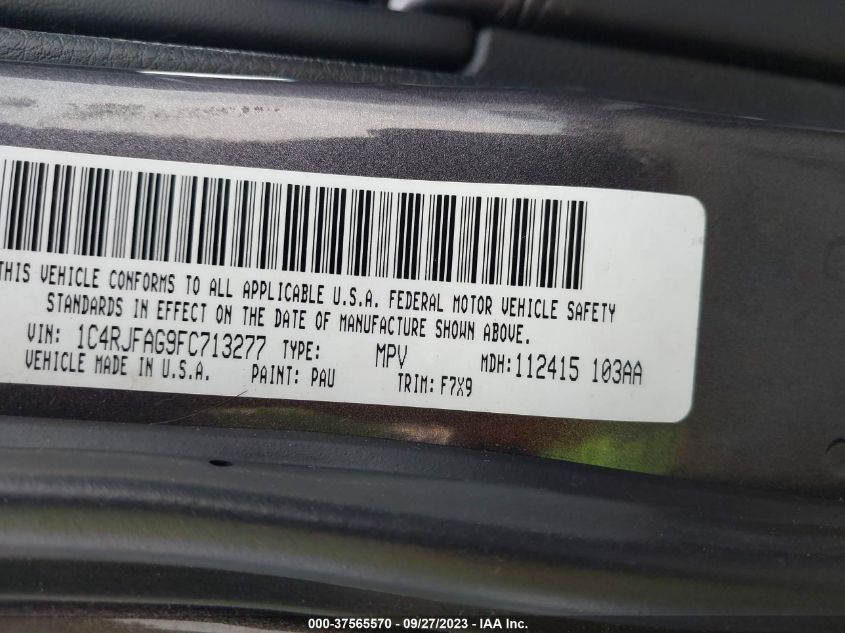 THIS VEHICLE CONFORMS TO ALL APPLICABLE U.S.A. FEDERAL MOTOR VEHICLE SAFETY
STANDARDS IN EFFECT ON THE DATE OF MANUFACTURE SHOWN ABOVE.
VIN: 1C4RJFAG9FC713277 TYPE: MPV MDH:112415 103AA
VEHICLE MADE IN U.S.A. PAINT: PAU TRIM: F7X9
000-37565570 - 09/27/2023 - IAA Inc.